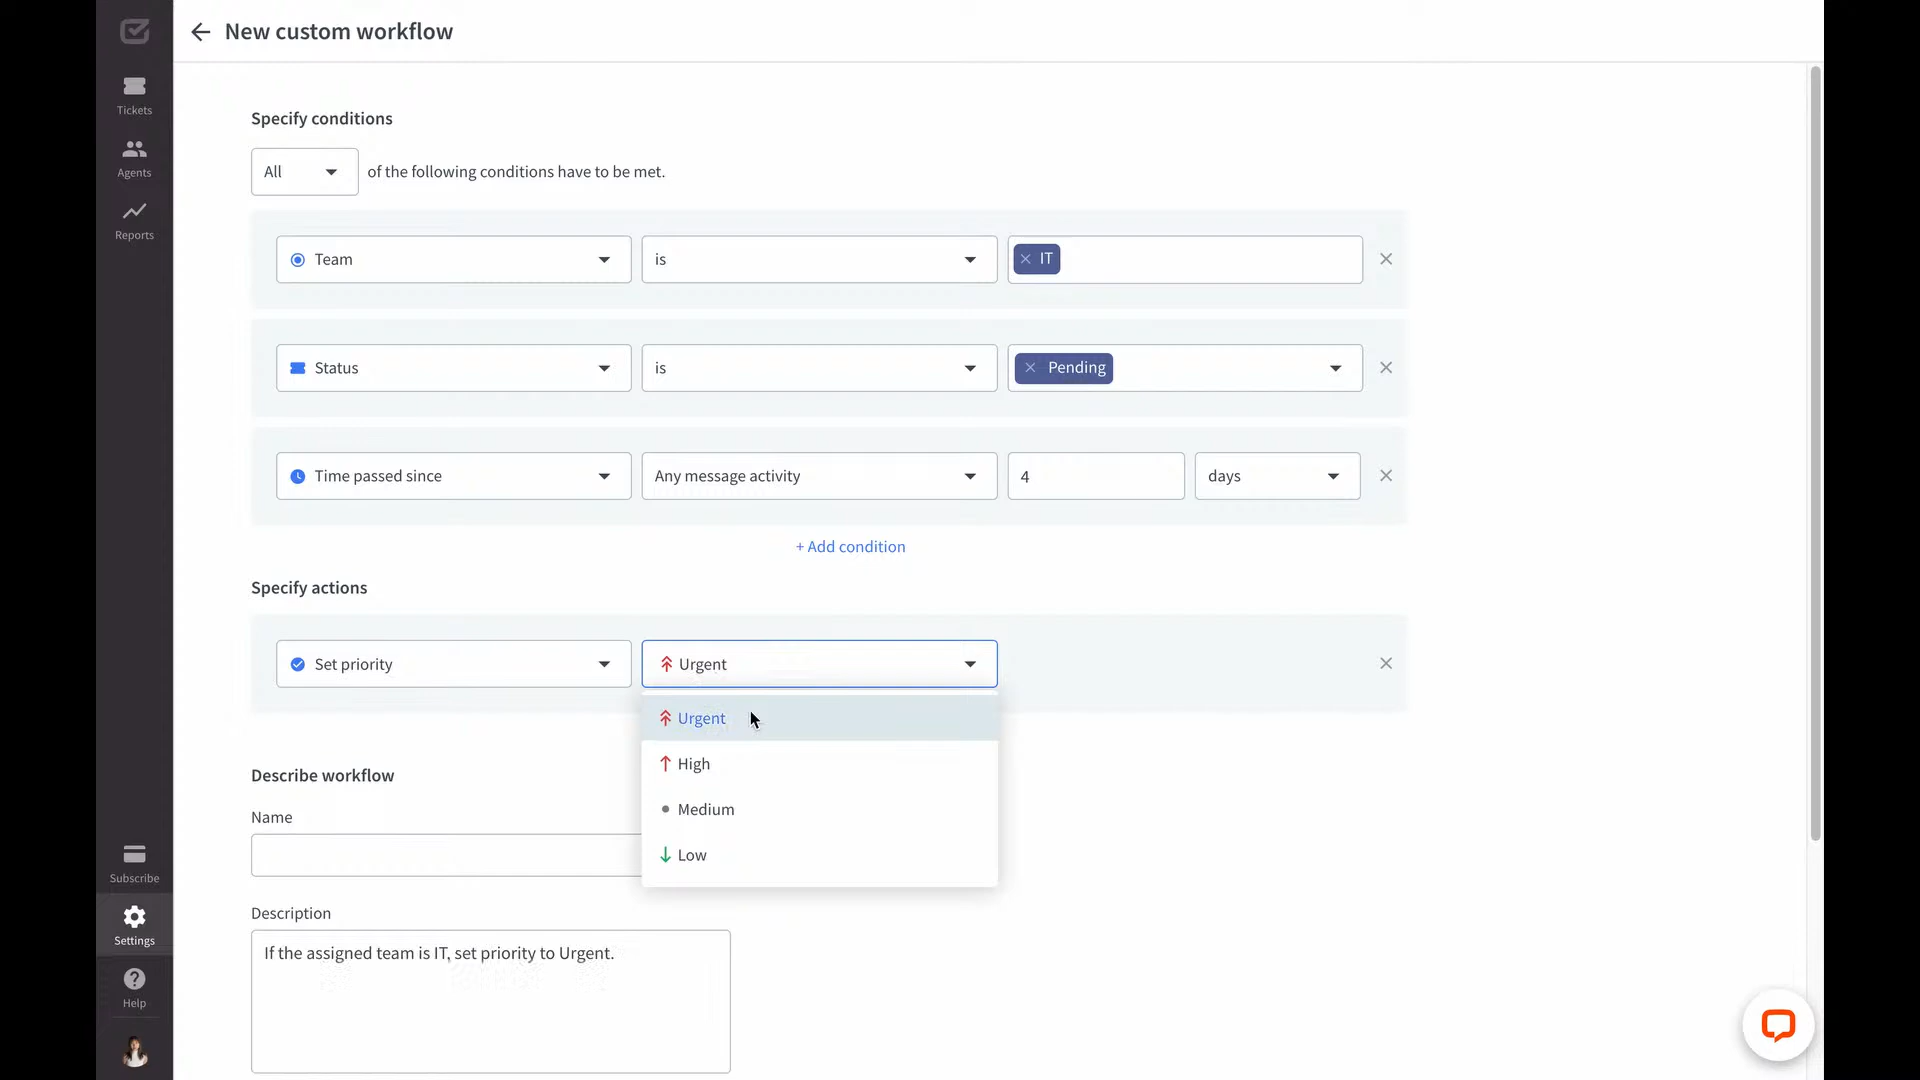 New custom workflow
Tickets
Agents
Reports
Subscribe
Settings
Help
Specify conditions
All of the following conditions have to be met.
Team is IT
Status is Pending
Time passed since Any message activity 4 days
+ Add condition
Specify actions
Set priority Urgent
Urgent
High
Medium
Low
Describe workflow
Name
Description
If the assigned team is IT, set priority to Urgent.